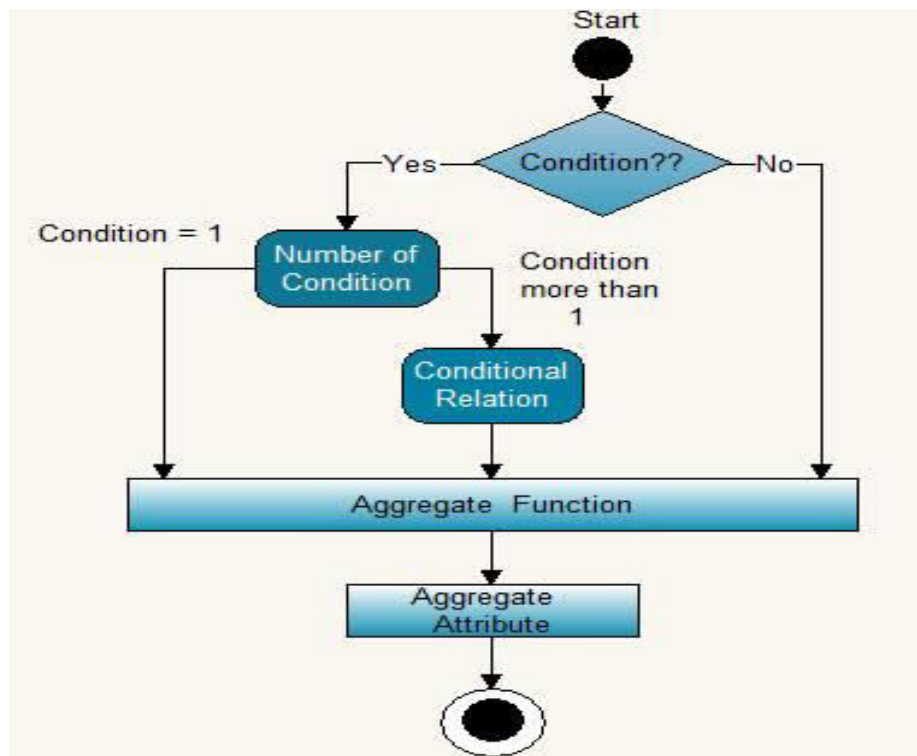 Start
Condition??
Yes
No
Condition = 1
Number of
Condition
Condition
more than
1
Conditional
Relation
Aggregate Function
Aggregate
Attribute